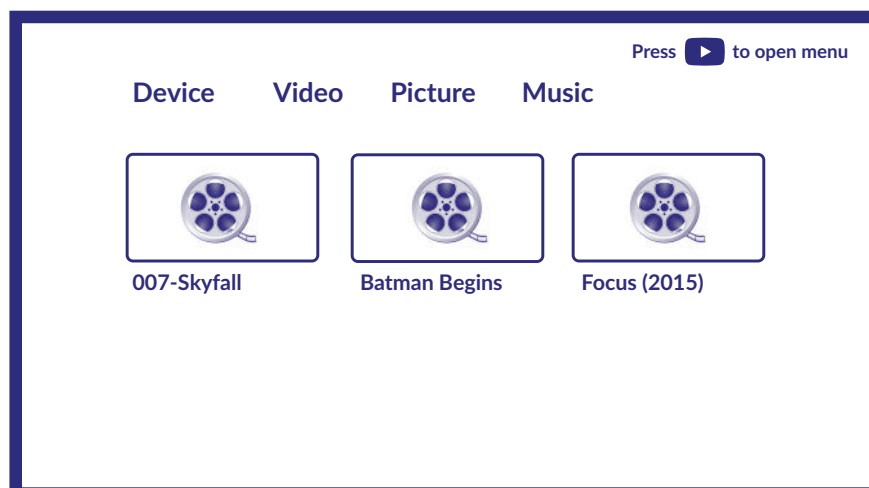 Press to open menu
Device Video Picture Music
007-Skyfall Batman Begins Focus (2015)